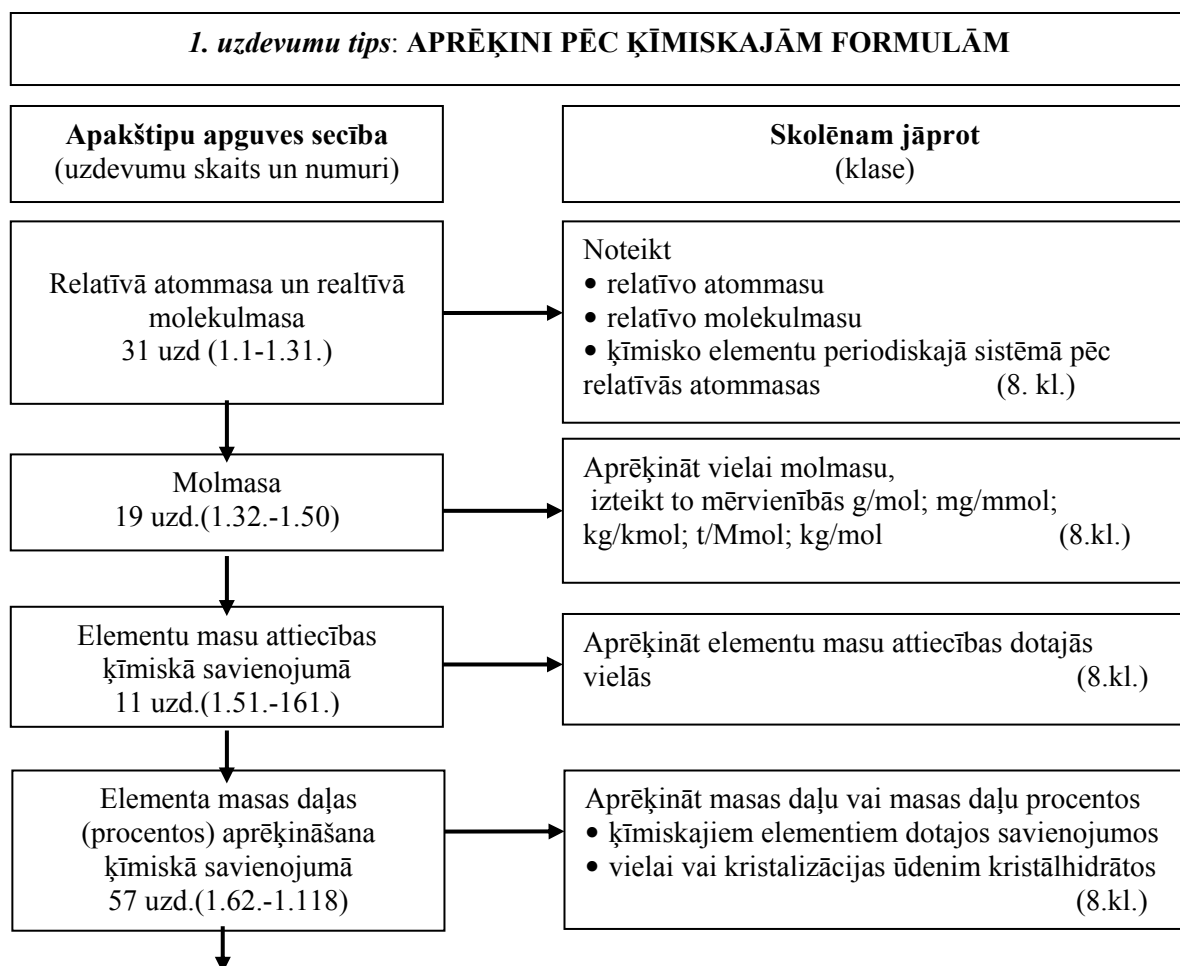 1. uzdevumu tips: APRĒĶINI PĒC ĶĪMISKAJĀM FORMULĀM
Apakštipu apguves secība
(uzdevumu skaits un numuri)
Skolēnam jāprot
(klase)
Relatīvā atommasa un realtīvā
molekulmasa
31 uzd (1.1-1.31.)
Noteikt
• relatīvo atommasu
• relatīvo molekulmasu
• ķīmisko elementu periodiskajā sistēmā pēc
relatīvās atommasas (8. kl.)
Molmasa
19 uzd.(1.32.-1.50)
Aprēķināt vielai molmasu,
izteikt to mērvienībās g/mol; mg/mmol;
kg/kmol; t/Mmol; kg/mol (8.kl.)
Elementu masu attiecības
ķīmiskā savienojumā
11 uzd.(1.51.-161.)
Aprēķināt elementu masu attiecības dotajās
vielās (8.kl.)
Elementa masas daļas
(procentos) aprēķināšana
ķīmiskā savienojumā
57 uzd.(1.62.-1.118)
Aprēķināt masas daļu vai masas daļu procentos
• ķīmiskajiem elementiem dotajos savienojumos
• vielai vai kristalizācijas ūdenim kristālhidrātos
(8.kl.)